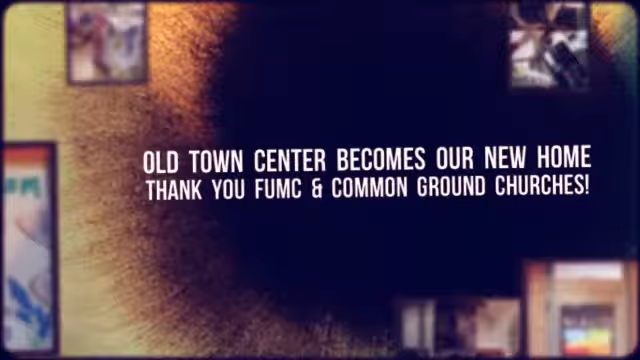 OLD TOWN CENTER BECOMES OUR NEW HOME
THANK YOU FUMC & COMMON GROUND CHURCHES!